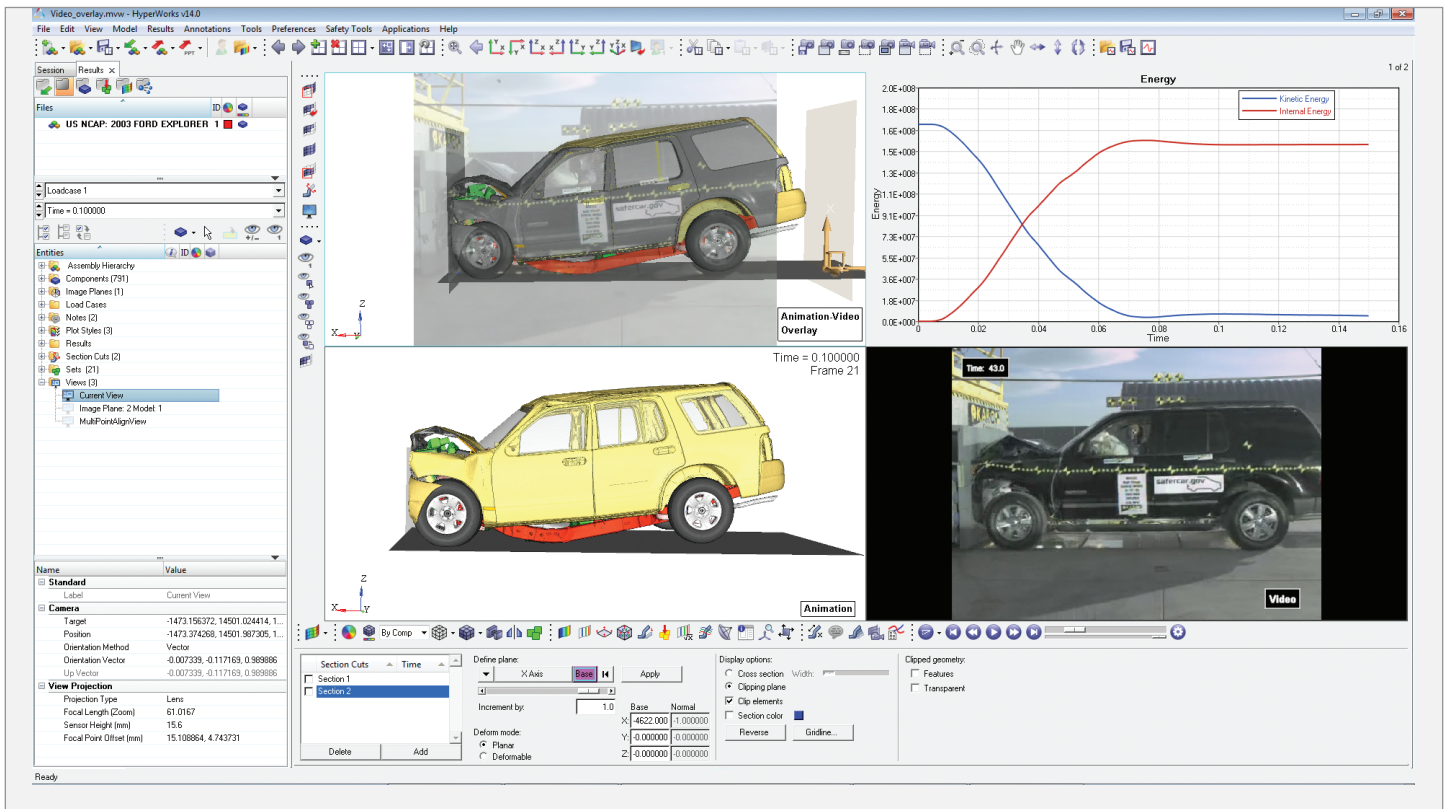 Video_overlay.mvw - HyperWorks v14.0
File Edit View Model Results Annotations Tools Preferences Safety Tools Applications Help
Session Results x
1 of 2
Files ID
US NCAP: 2003 FORD EXPLORER 1
Loadcase 1
Time = 0.100000
Entities ID
Assembly Hierarchy
Components (791)
Image Planes (1)
Load Cases
Notes (2)
Plot Styles (3)
Results
Section Cuts (2)
Sets (21)
Views (3)
Current View
Image Plane: 2 Model: 1
MultiPointAlignView
Name Value
Standard
Label Current View
Camera
Target -1473.156372, 14501.024414, 1...
Position -1473.374268, 14501.987305, 1...
Orientation Method Vector
Orientation Vector -0.007339, -0.117169, 0.989886
Up Vector -0.007339, -0.117169, 0.989886
View Projection
Projection Type Lens
Focal Length (Zoom) 61.0167
Sensor Height (mm) 15.6
Focal Point Offset (mm) 15.108864, 4.743731
Ready
safercar.gov
Z
X Y
Animation-Video
Overlay
Energy
Kinetic Energy
Internal Energy
2.0E+008
1.8E+008
1.6E+008
1.5E+008
1.3E+008
1.1E+008
9.1E+007
7.3E+007
5.5E+007
3.6E+007
1.8E+007
0.0E+000
Energy
0 0.02 0.04 0.06 0.08 0.1 0.12 0.14 0.16
Time
Time = 0.100000
Frame 21
Z
X Y
Animation
Time: 43.0
safercar.gov
Video
By Comp
Section Cuts Time
Section 1
Section 2
Delete Add
Define plane:
X Axis Base Apply
Increment by: 1.0
Base Normal
X: -4622.000 -1.000000
Y: -0.000000 -0.000000
Z: -0.000000 -0.000000
Deform mode:
Planar
Deformable
Display options:
Cross section Width:
Clipping plane
Clip elements
Section color
Reverse Gridline...
Clipped geometry:
Features
Transparent